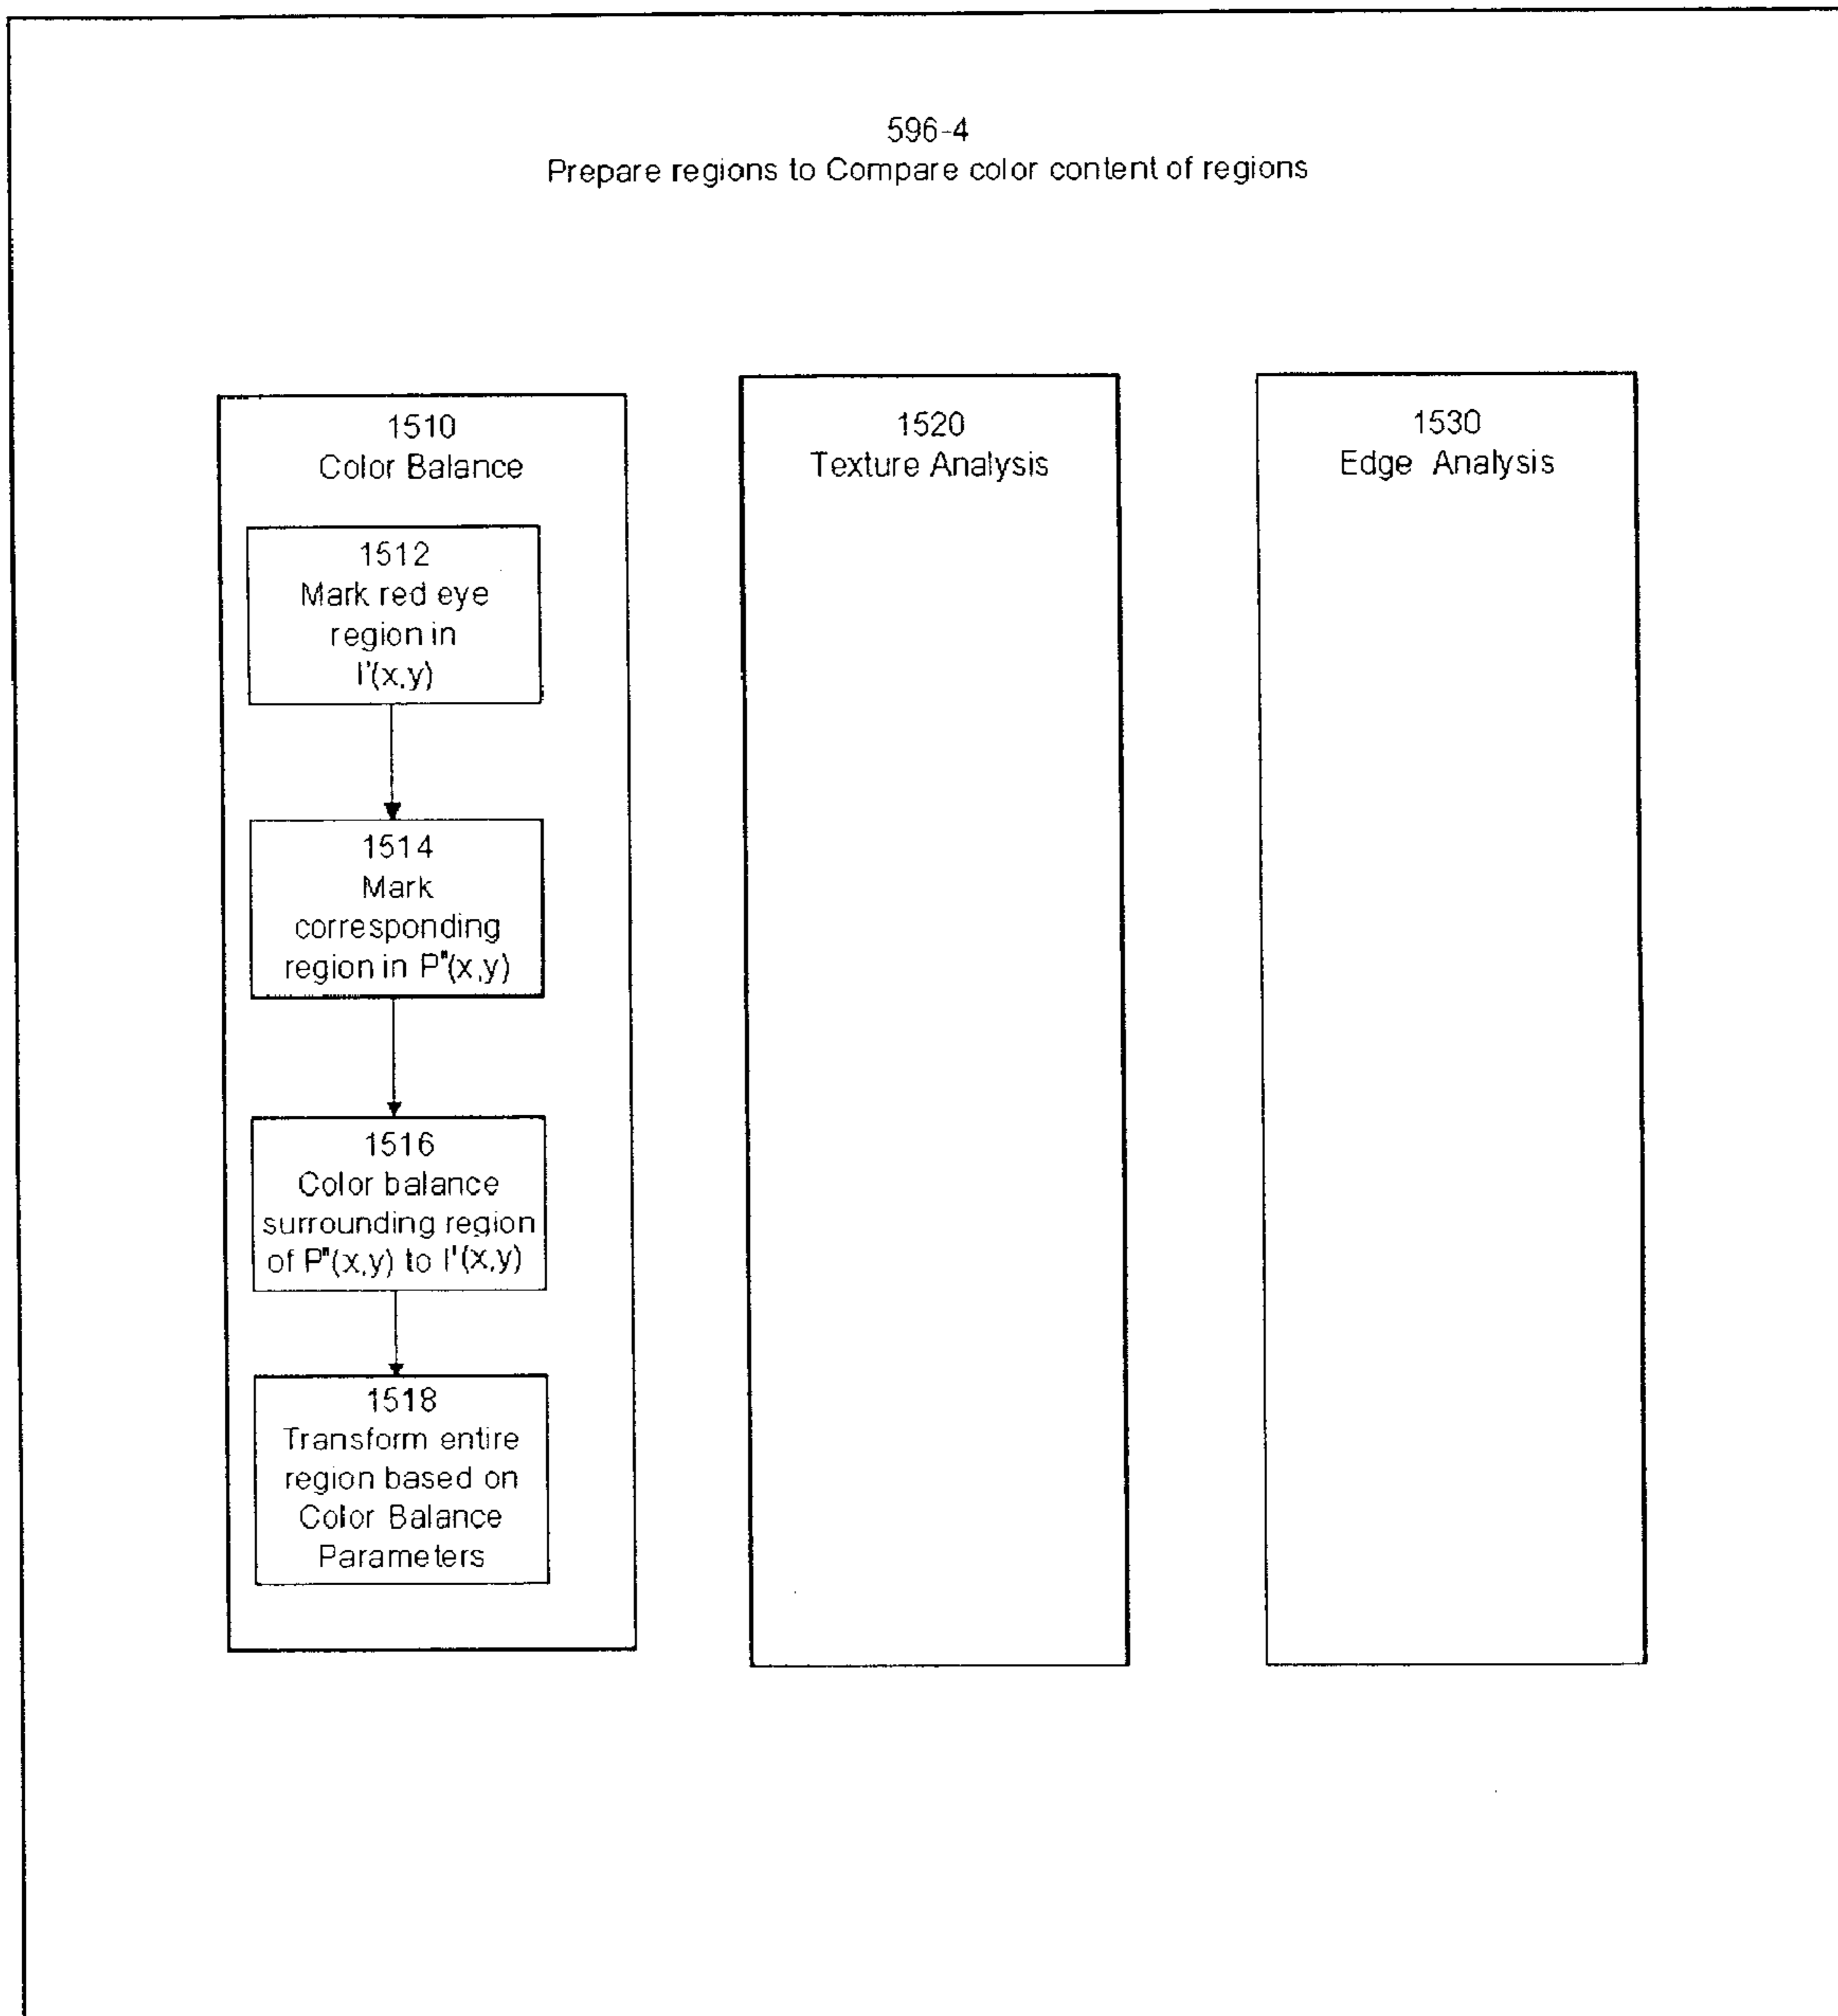 596-4
Prepare regions to Compare color content of regions
1510
Color Balance
1512
Mark red eye
region in
I'(x,y)
1514
Mark
corresponding
region in P"(x,y)
1516
Color balance
surrounding region
of P"(x,y) to I'(x,y)
1518
Transform entire
region based on
Color Balance
Parameters
1520
Texture Analysis
1530
Edge Analysis